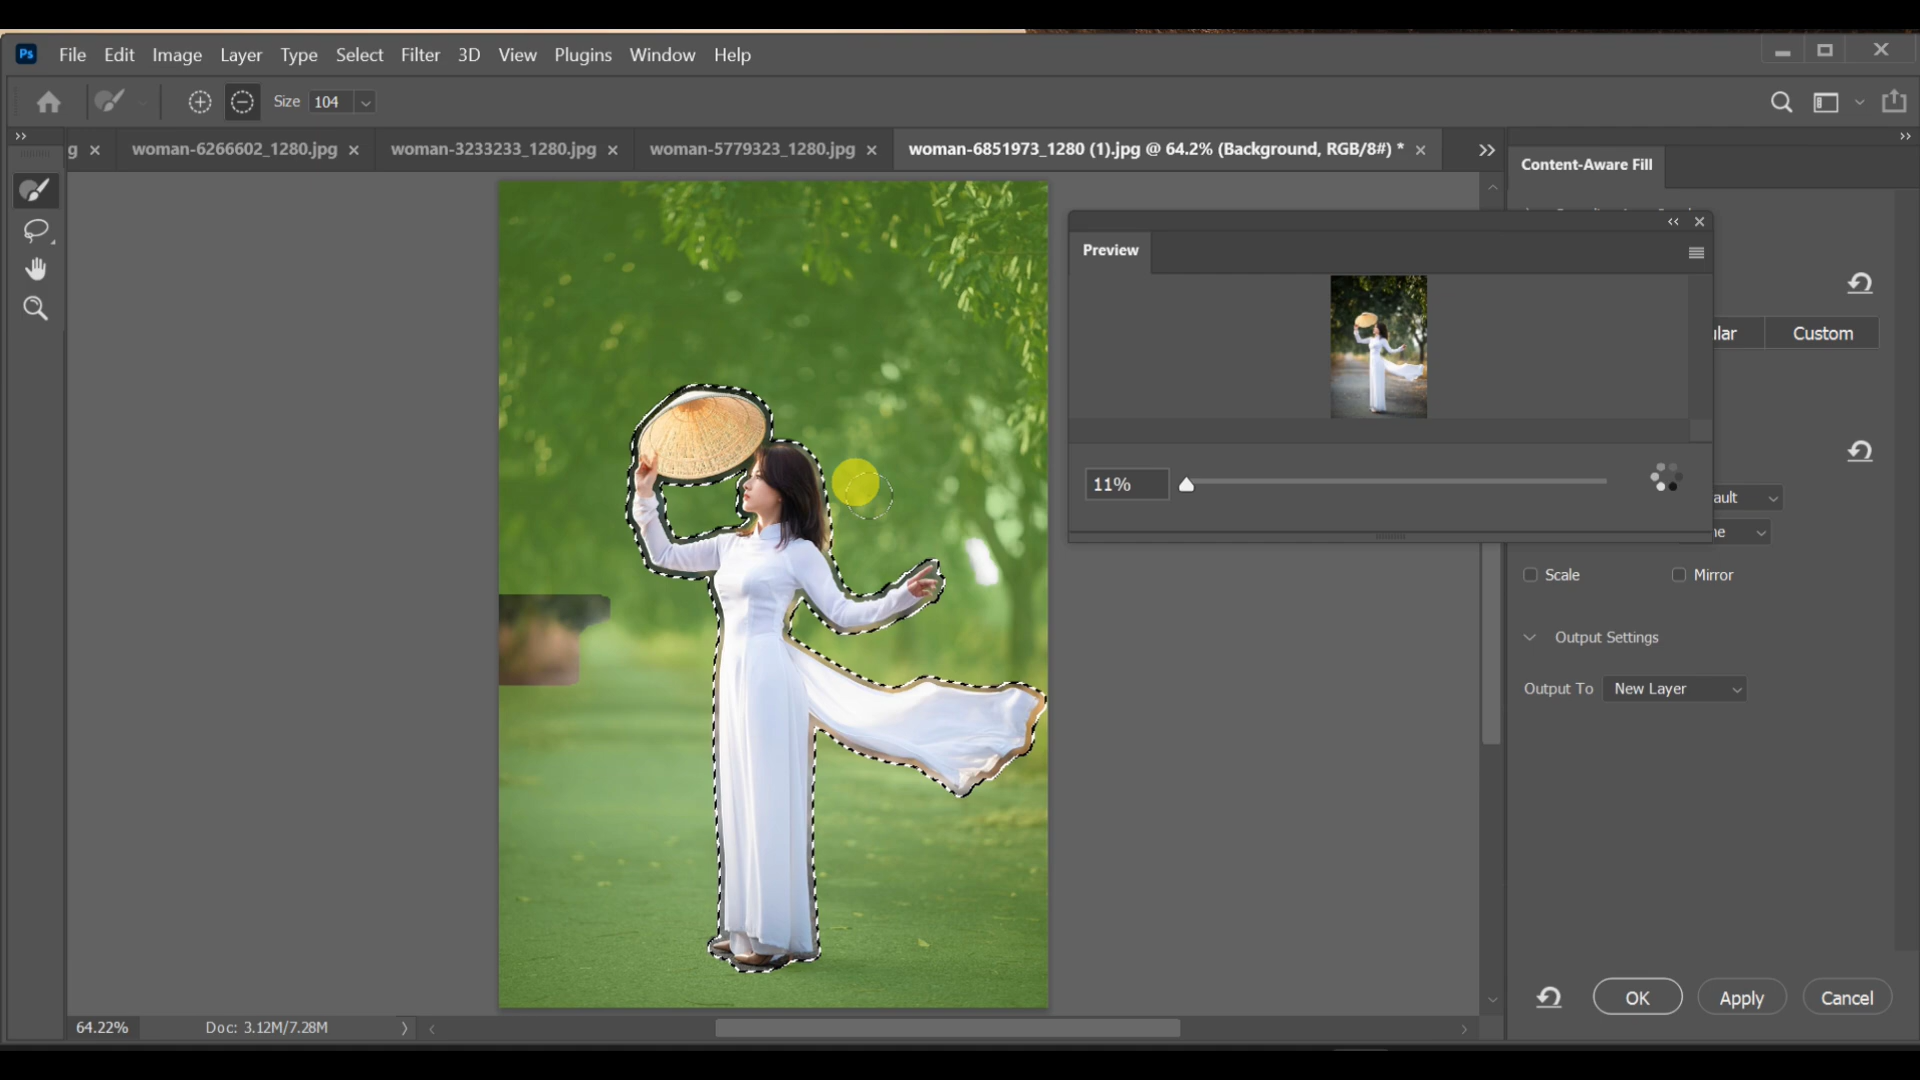 Ps File Edit Image Layer Type Select Filter 3D View Plugins Window Help
Size 104
g × woman-6266602_1280.jpg × woman-3233233_1280.jpg × woman-5779323_1280.jpg × woman-6851973_1280 (1).jpg @ 64.2% (Background, RGB/8#) * ×
Content-Aware Fill
Preview
lar Custom
11%
ault
ne
Scale Mirror
Output Settings
Output To New Layer
OK Apply Cancel
64.22% Doc: 3.12M/7.28M